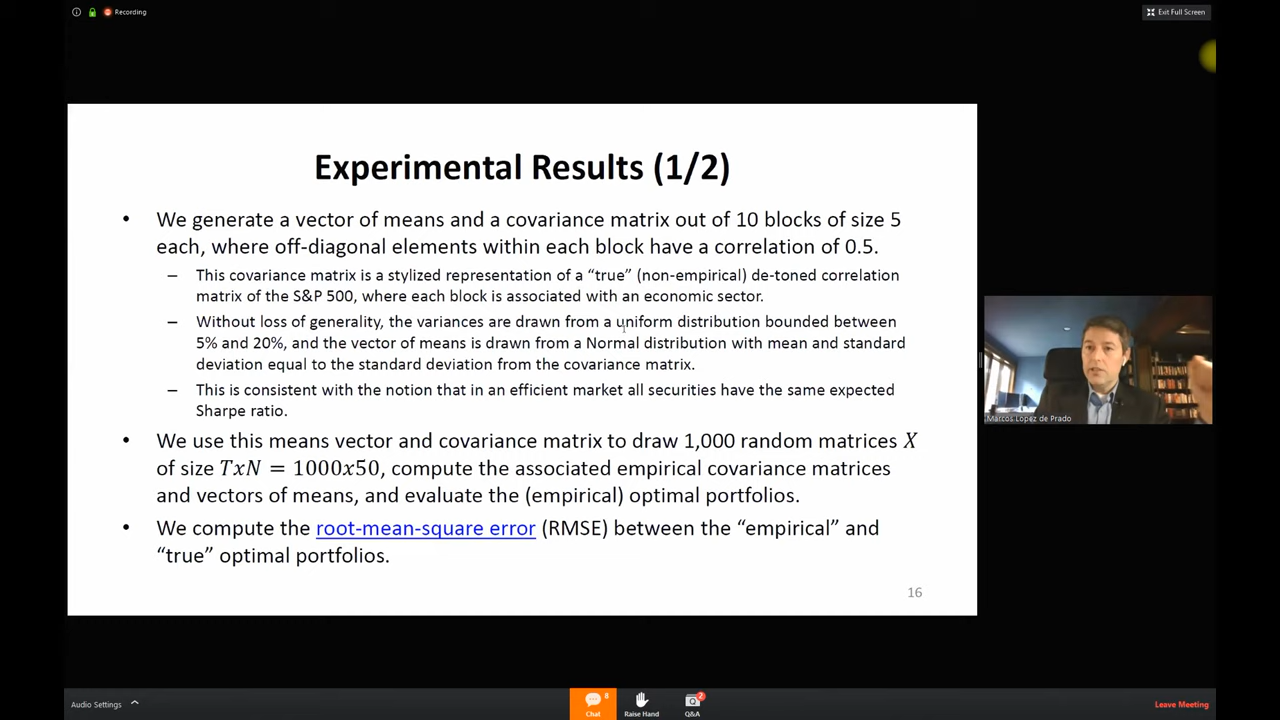 Recording
Exit Full Screen
Experimental Results (1/2)
• We generate a vector of means and a covariance matrix out of 10 blocks of size 5
each, where off-diagonal elements within each block have a correlation of 0.5.
– This covariance matrix is a stylized representation of a “true” (non-empirical) de-toned correlation
matrix of the S&P 500, where each block is associated with an economic sector.
– Without loss of generality, the variances are drawn from a uniform distribution bounded between
5% and 20%, and the vector of means is drawn from a Normal distribution with mean and standard
deviation equal to the standard deviation from the covariance matrix.
– This is consistent with the notion that in an efficient market all securities have the same expected
Sharpe ratio.
• We use this means vector and covariance matrix to draw 1,000 random matrices X
of size TxN = 1000x50, compute the associated empirical covariance matrices
and vectors of means, and evaluate the (empirical) optimal portfolios.
• We compute the root-mean-square error (RMSE) between the “empirical” and
“true” optimal portfolios.
16
Marcos Lopez de Prado
Audio Settings
8
Chat
Raise Hand
2
Q&A
Leave Meeting